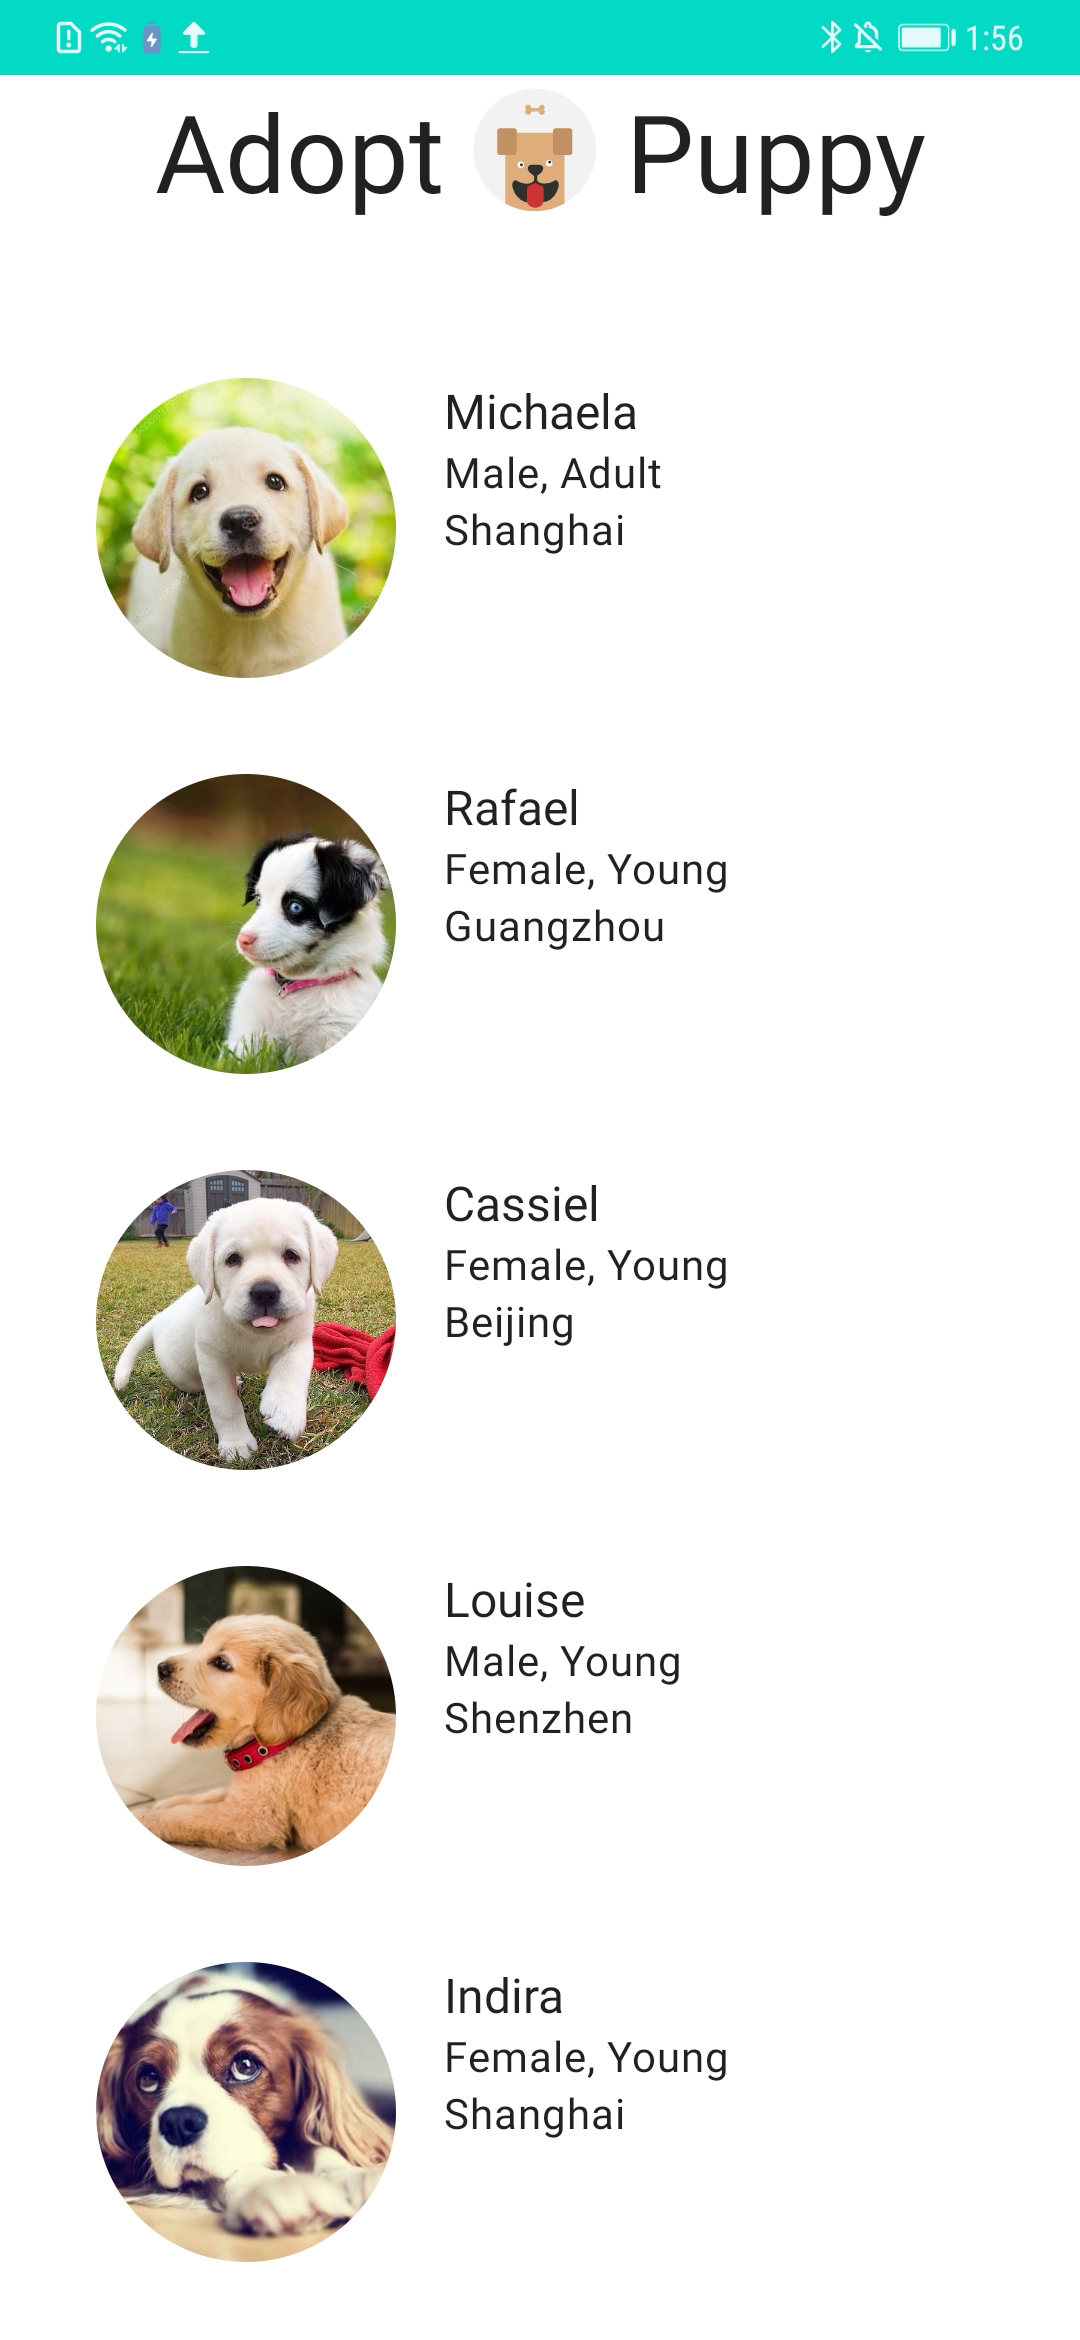 1:56
Adopt Puppy
Michaela
Male, Adult
Shanghai
Rafael
Female, Young
Guangzhou
Cassiel
Female, Young
Beijing
Louise
Male, Young
Shenzhen
Indira
Female, Young
Shanghai